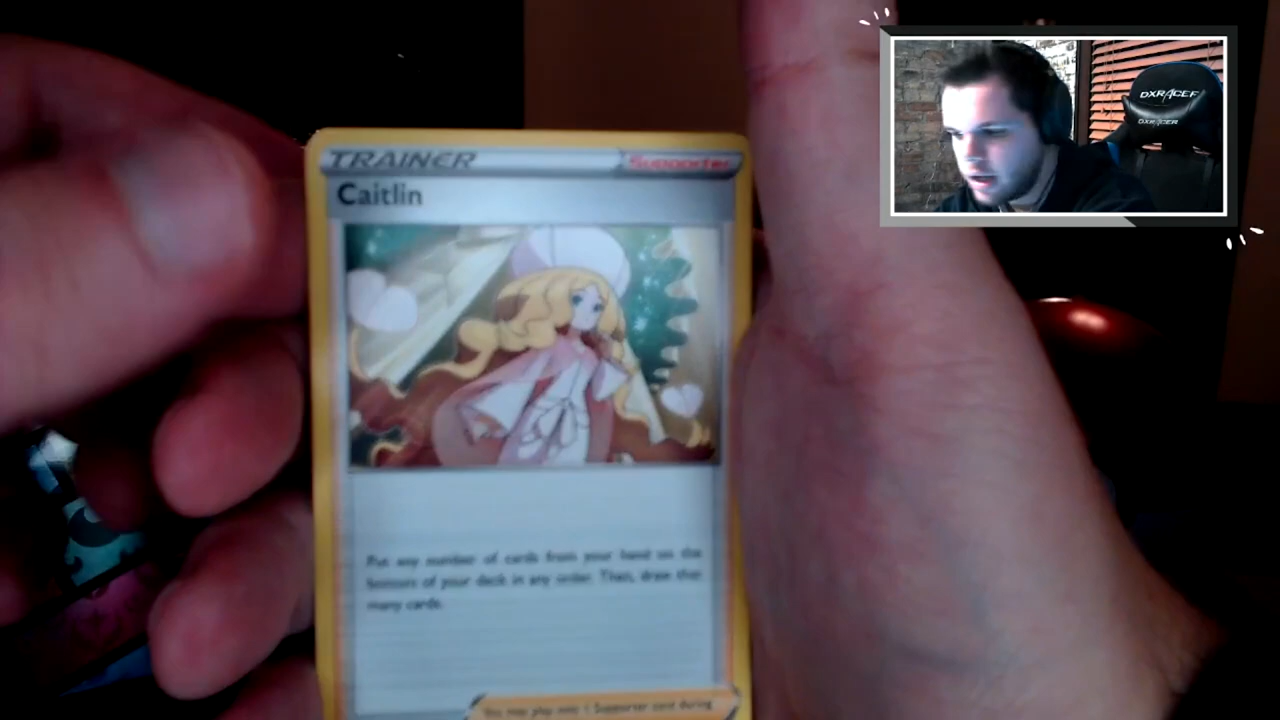 TRAINER Supporter
Caitlin
Put any number of cards from your hand on the
bottom of your deck in any order. Then, draw that
many cards.
You may play only 1 Supporter card during
DXRACER
DXRACER